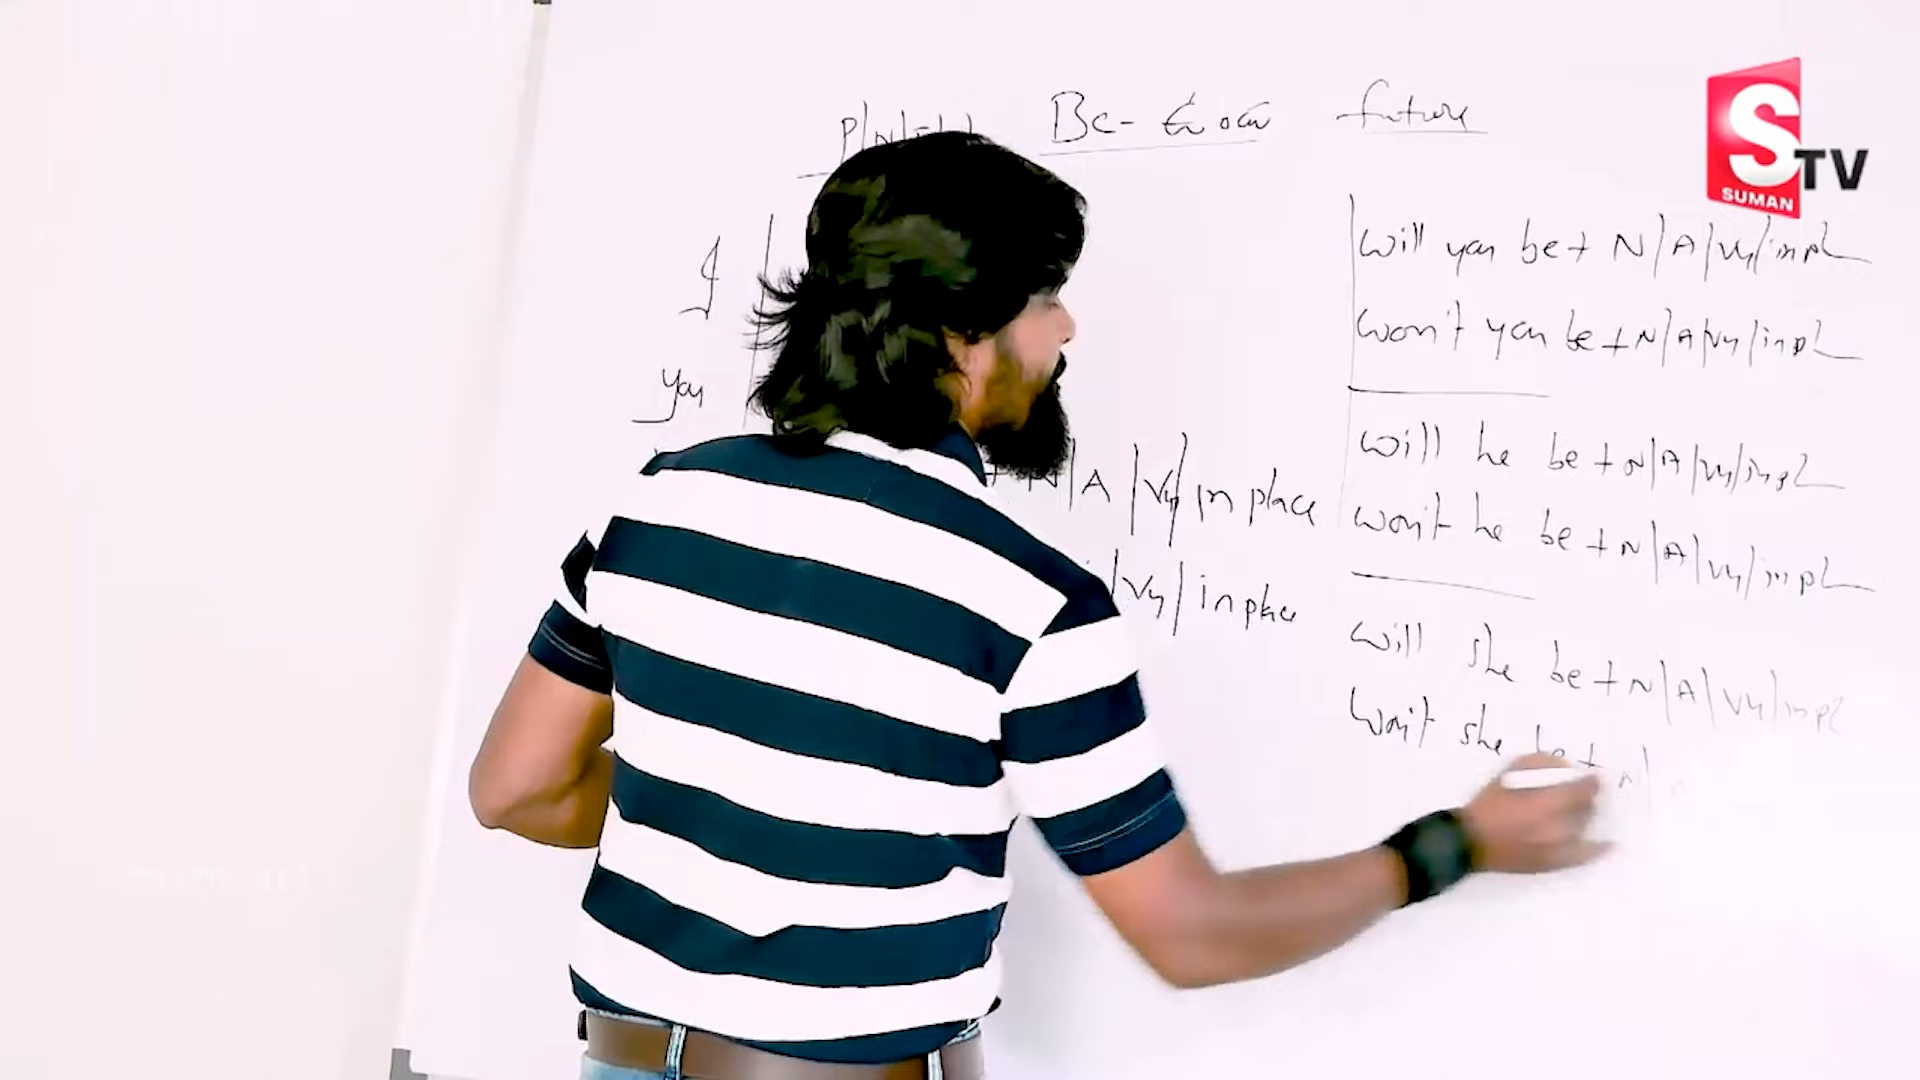 Be- ఉండు future
I
you
N/A/V4/in place
/V4/in place
Will you be + N/A/V4/in pl
Won't you be + N/A/V4/in pl
Will he be + N/A/V4/in pl
Won't he be + N/A/V4/in pl
Will she be + N/A/V4/in pl
Won't she be + N/
S TV
SUMAN